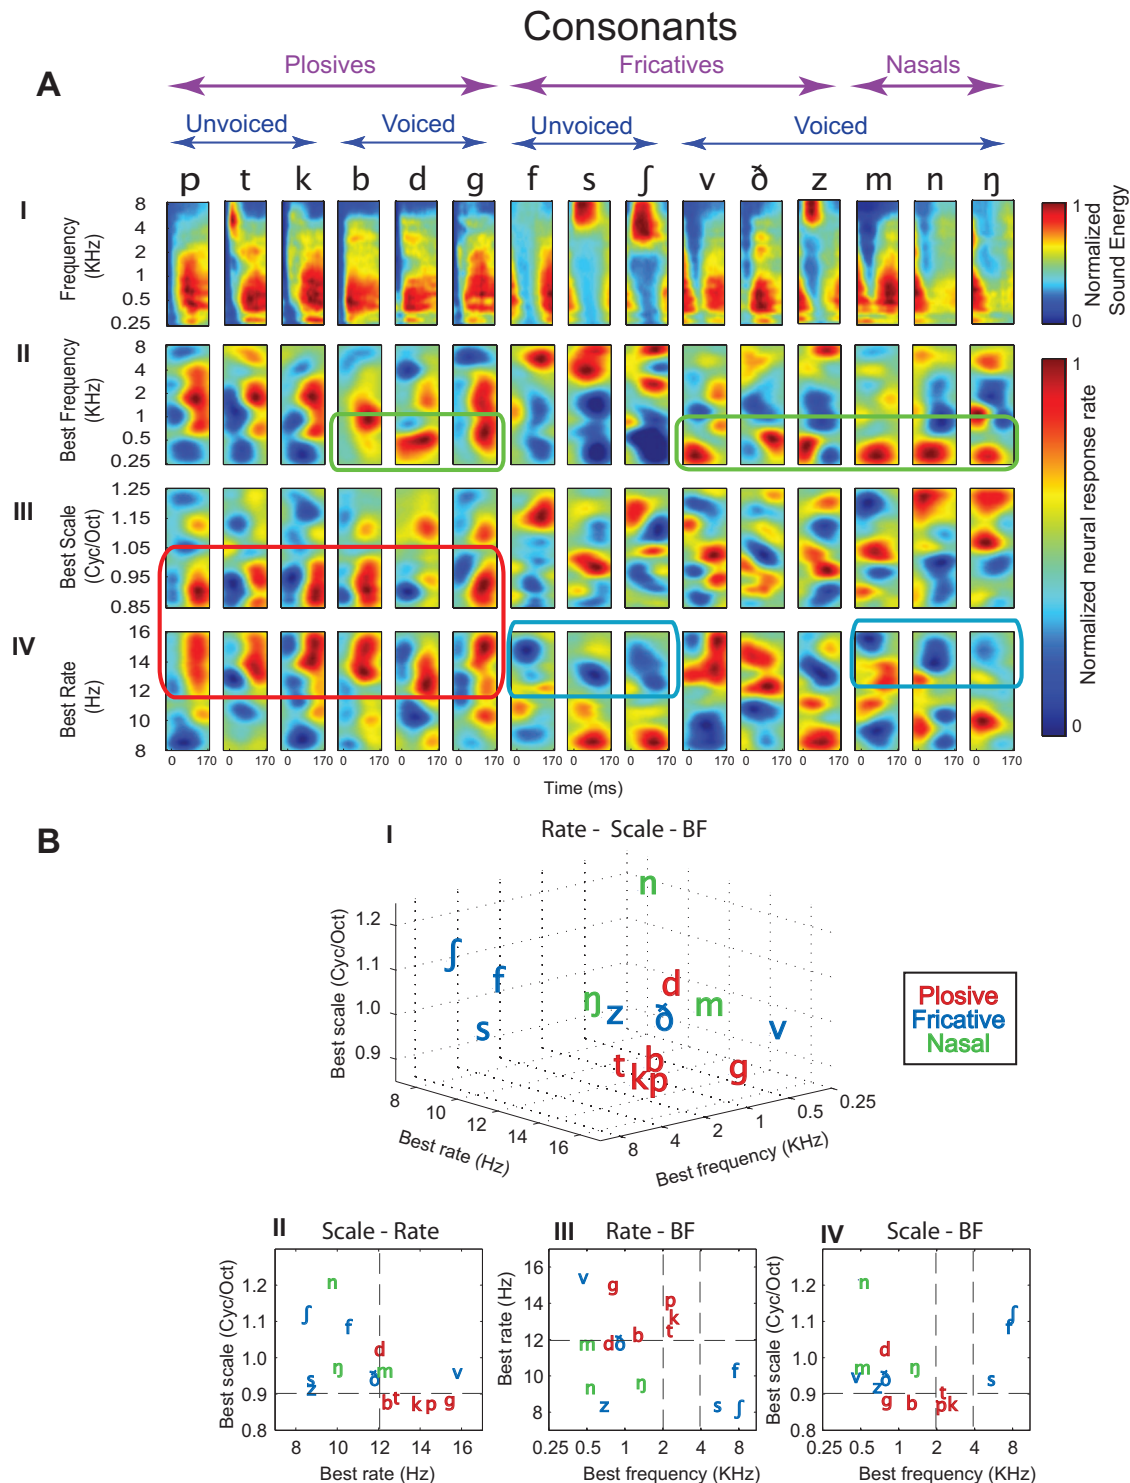 Consonants
A
Plosives Fricatives Nasals
Unvoiced Voiced Unvoiced Voiced
p t k b d g f s ʃ v ð z m n ŋ
I
Frequency
(KHz)
8
4
2
1
0.5
0.25
1
0
Normalized
Sound Energy
II
Best Frequency
(KHz)
8
4
2
1
0.5
0.25
III
Best Scale
(Cyc/Oct)
1.25
1.15
1.05
0.95
0.85
IV
Best Rate
(Hz)
16
14
12
10
8
1
0
Normalized neural response rate
0 170 0 170 0 170 0 170 0 170 0 170 0 170 0 170 0 170 0 170 0 170 0 170 0 170 0 170 0 170
Time (ms)
B
I
Rate - Scale - BF
Best scale (Cyc/Oct)
1.2
1.1
1.0
0.9
n
ʃ
f
d
ŋ z ð m
s v
b
t k p g
8 10 12 14 16
Best rate (Hz)
8 4 2 1 0.5 0.25
Best frequency (KHz)
Plosive
Fricative
Nasal
II
Scale - Rate
Best scale (Cyc/Oct)
1.2
1.0
0.9
0.8
n
ʃ f
d
ŋ m
s z ð v
b t k p g
8 10 12 14 16
Best rate (Hz)
III
Rate - BF
Best rate (Hz)
16
14
12
10
8
v g
p
k
b t
m d ð
f
n ŋ
z s ʃ
0.25 0.5 1 2 4 8
Best frequency (KHz)
IV
Scale - BF
Best scale (Cyc/Oct)
1.2
1.0
0.9
0.8
n
ʃ
f
d
m ŋ
v z ð s
g b t p k
0.25 0.5 1 2 4 8
Best frequency (KHz)